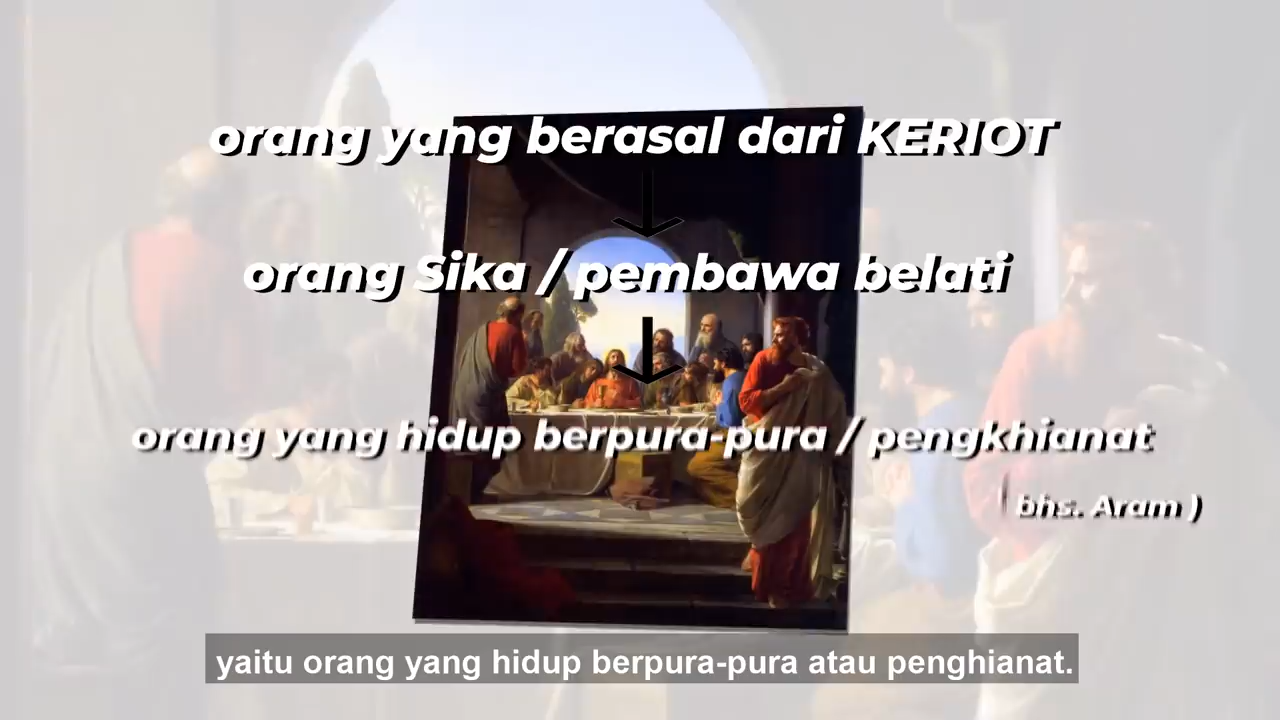 orang yang berasal dari KERIOT
orang Sika / pembawa belati
orang yang hidup berpura-pura / pengkhianat
( bhs. Aram )
yaitu orang yang hidup berpura-pura atau penghianat.